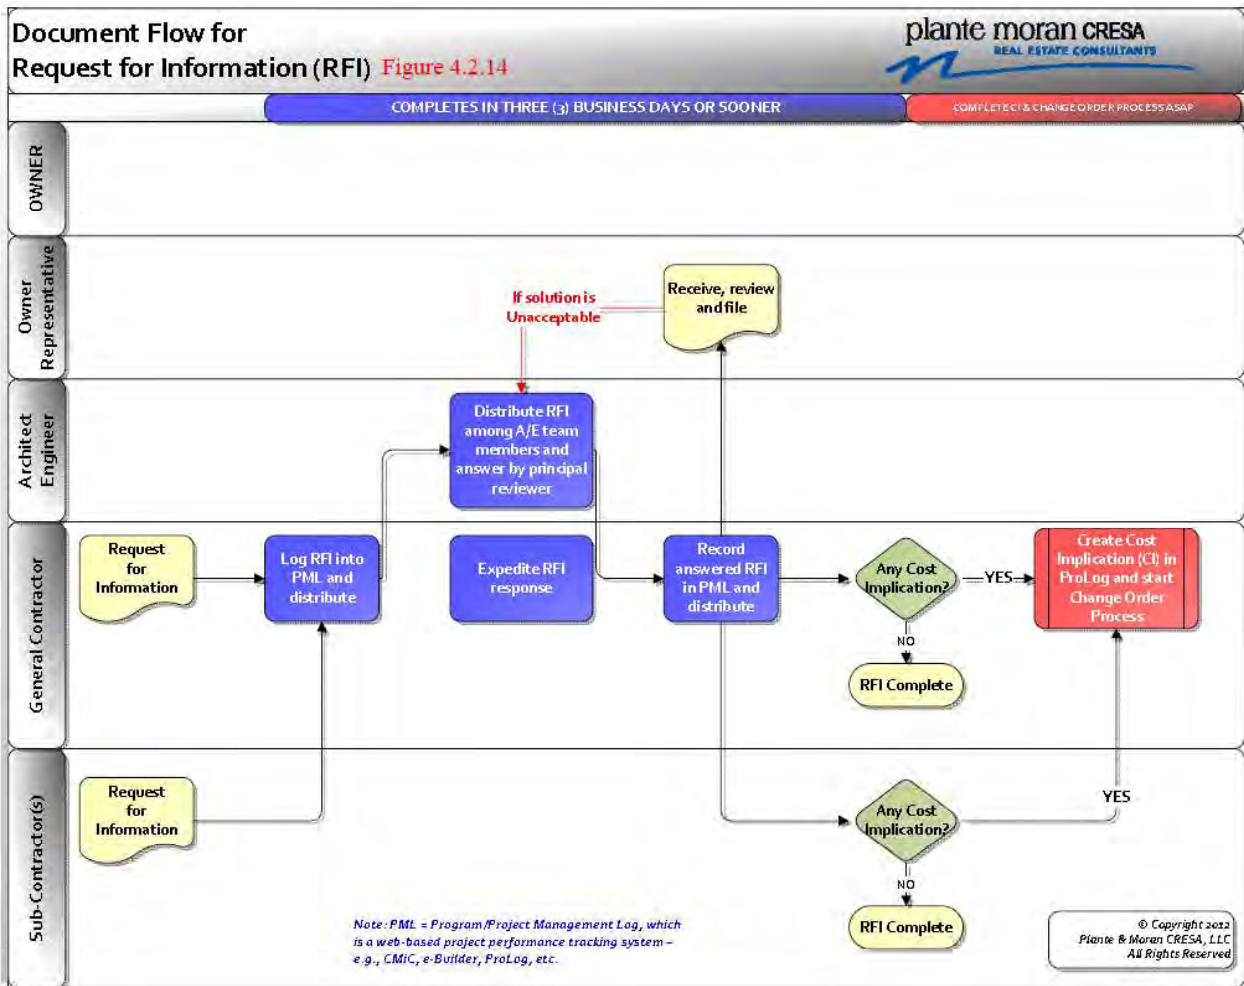 Document Flow for
Request for Information (RFI) Figure 4.2.14
plante moran CRESA
REAL ESTATE CONSULTANTS
COMPLETES IN THREE (3) BUSINESS DAYS OR SOONER
COMPLETE CI & CHANGE ORDER PROCESS ASAP
OWNER
Owner
Representative
If solution is
Unacceptable
Receive, review
and file
Architect
Engineer
Distribute RFI
among A/E team
members and
answer by principal
reviewer
General Contractor
Request
for
Information
Log RFI into
PML and
distribute
Expedite RFI
response
Record
answered RFI
in PML and
distribute
Any Cost
Implication?
YES
Create Cost
Implication (CI) in
ProLog and start
Change Order
Process
NO
RFI Complete
Sub-Contractor(s)
Request
for
Information
Any Cost
Implication?
YES
NO
RFI Complete
Note: PML = Program/Project Management Log, which
is a web-based project performance tracking system –
e.g., CMiC, e-Builder, ProLog, etc.
© Copyright 2012
Plante & Moran CRESA, LLC
All Rights Reserved